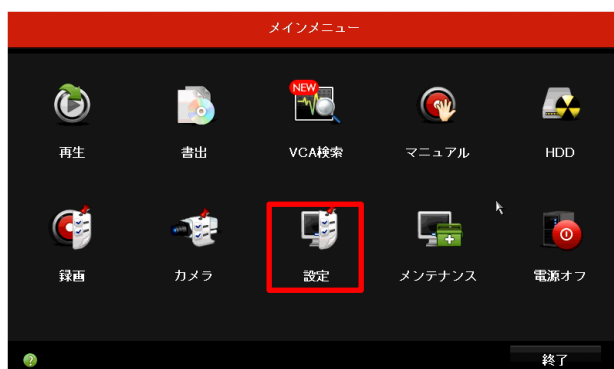 メインメニュー
再生
書出
NEW
VCA検索
マニュアル
HDD
録画
カメラ
設定
メンテナンス
電源オフ
?
終了